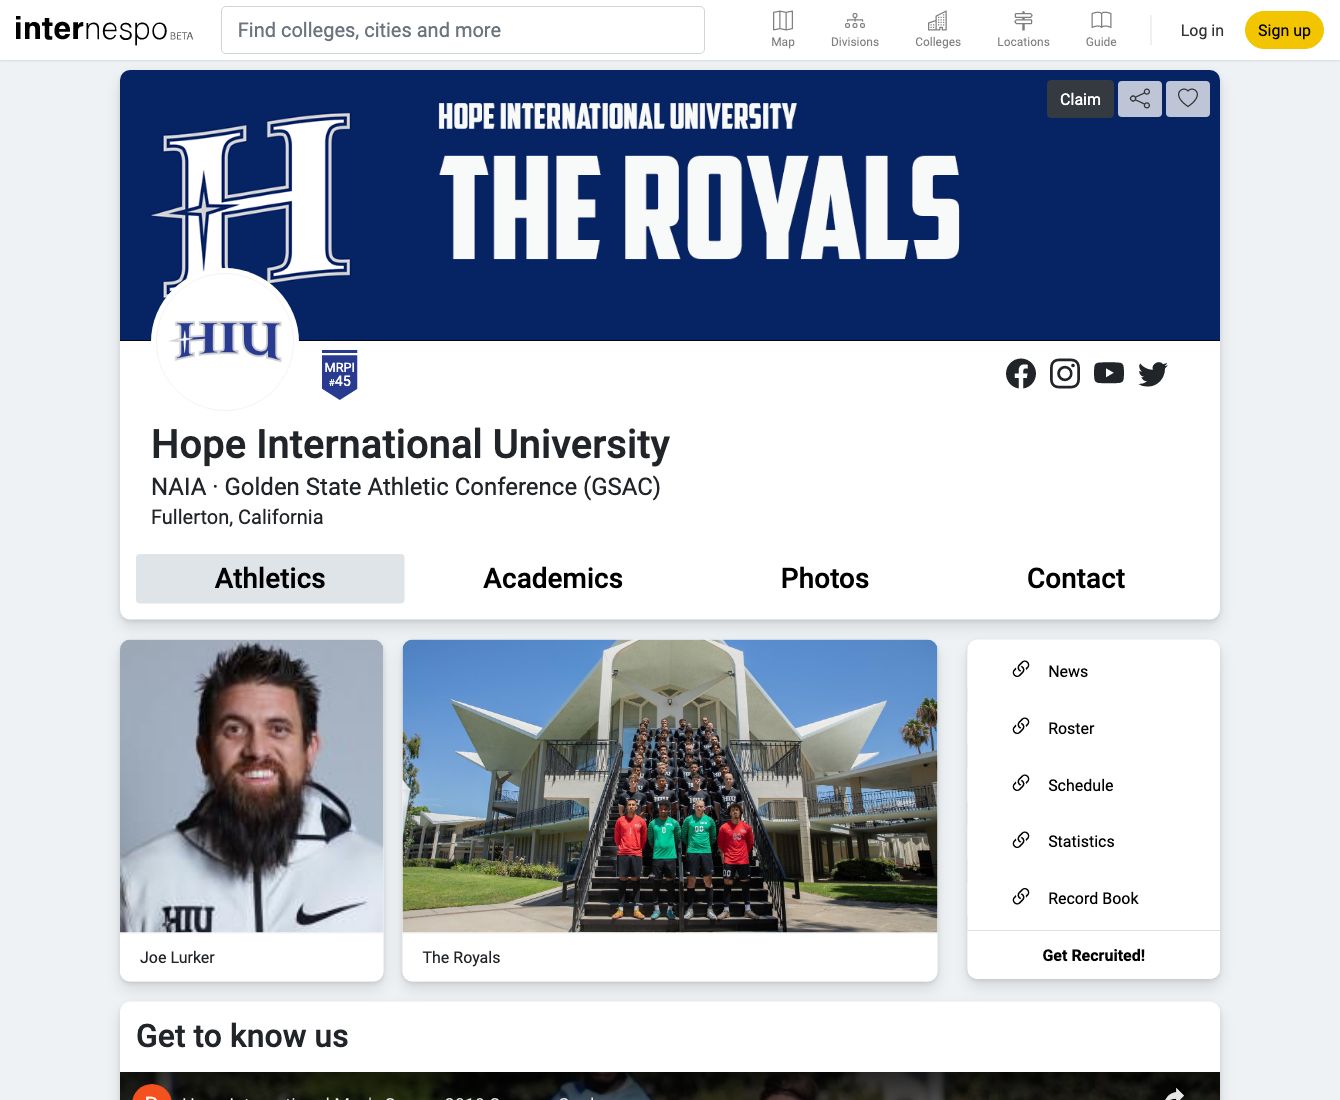 internespo BETA
Find colleges, cities and more
Map
Divisions
Colleges
Locations
Guide
Log in
Sign up
Claim
H
HOPE INTERNATIONAL UNIVERSITY
THE ROYALS
HIU
MRPI
#45
Hope International University
NAIA · Golden State Athletic Conference (GSAC)
Fullerton, California
Athletics
Academics
Photos
Contact
HIU
Joe Lurker
The Royals
News
Roster
Schedule
Statistics
Record Book
Get Recruited!
Get to know us